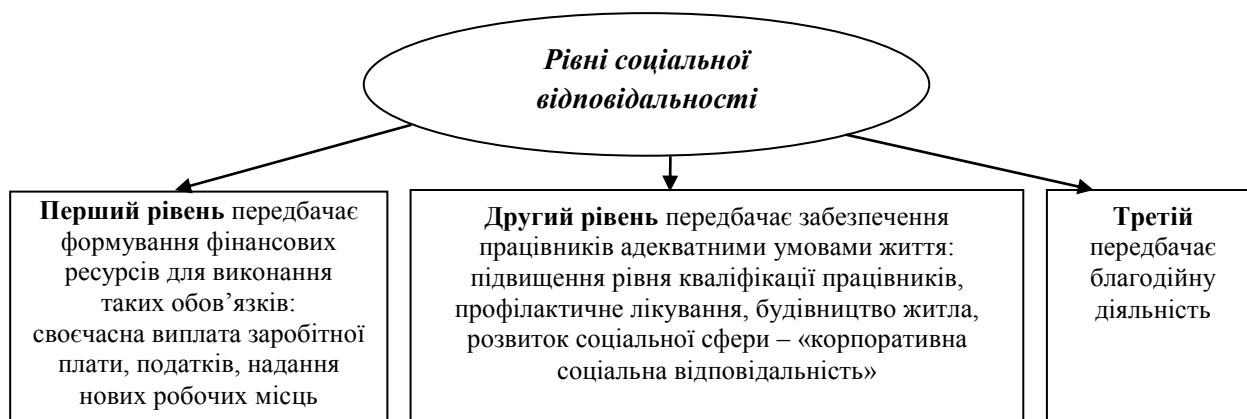 Рівні соціальної
відповідальності
Перший рівень передбачає
формування фінансових
ресурсів для виконання
таких обов’язків:
своєчасна виплата заробітної
плати, податків, надання
нових робочих місць
Другий рівень передбачає забезпечення
працівників адекватними умовами життя:
підвищення рівня кваліфікації працівників,
профілактичне лікування, будівництво житла,
розвиток соціальної сфери – «корпоративна
соціальна відповідальність»
Третій
передбачає
благодійну
діяльність